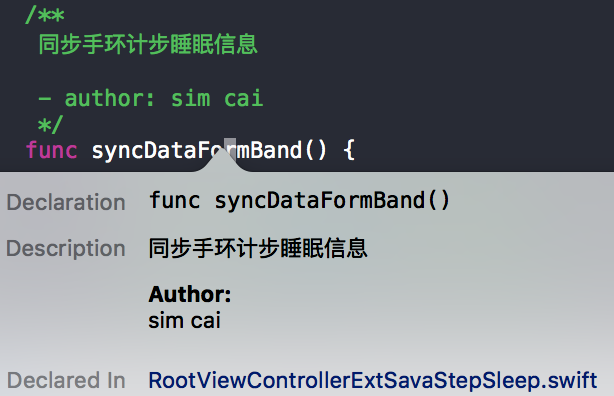 /**
同步手环计步睡眠信息
- author: sim cai
*/
func syncDataFormBand() {
Declaration func syncDataFormBand()
Description 同步手环计步睡眠信息
Author:
sim cai
Declared In RootViewControllerExtSavaStepSleep.swift